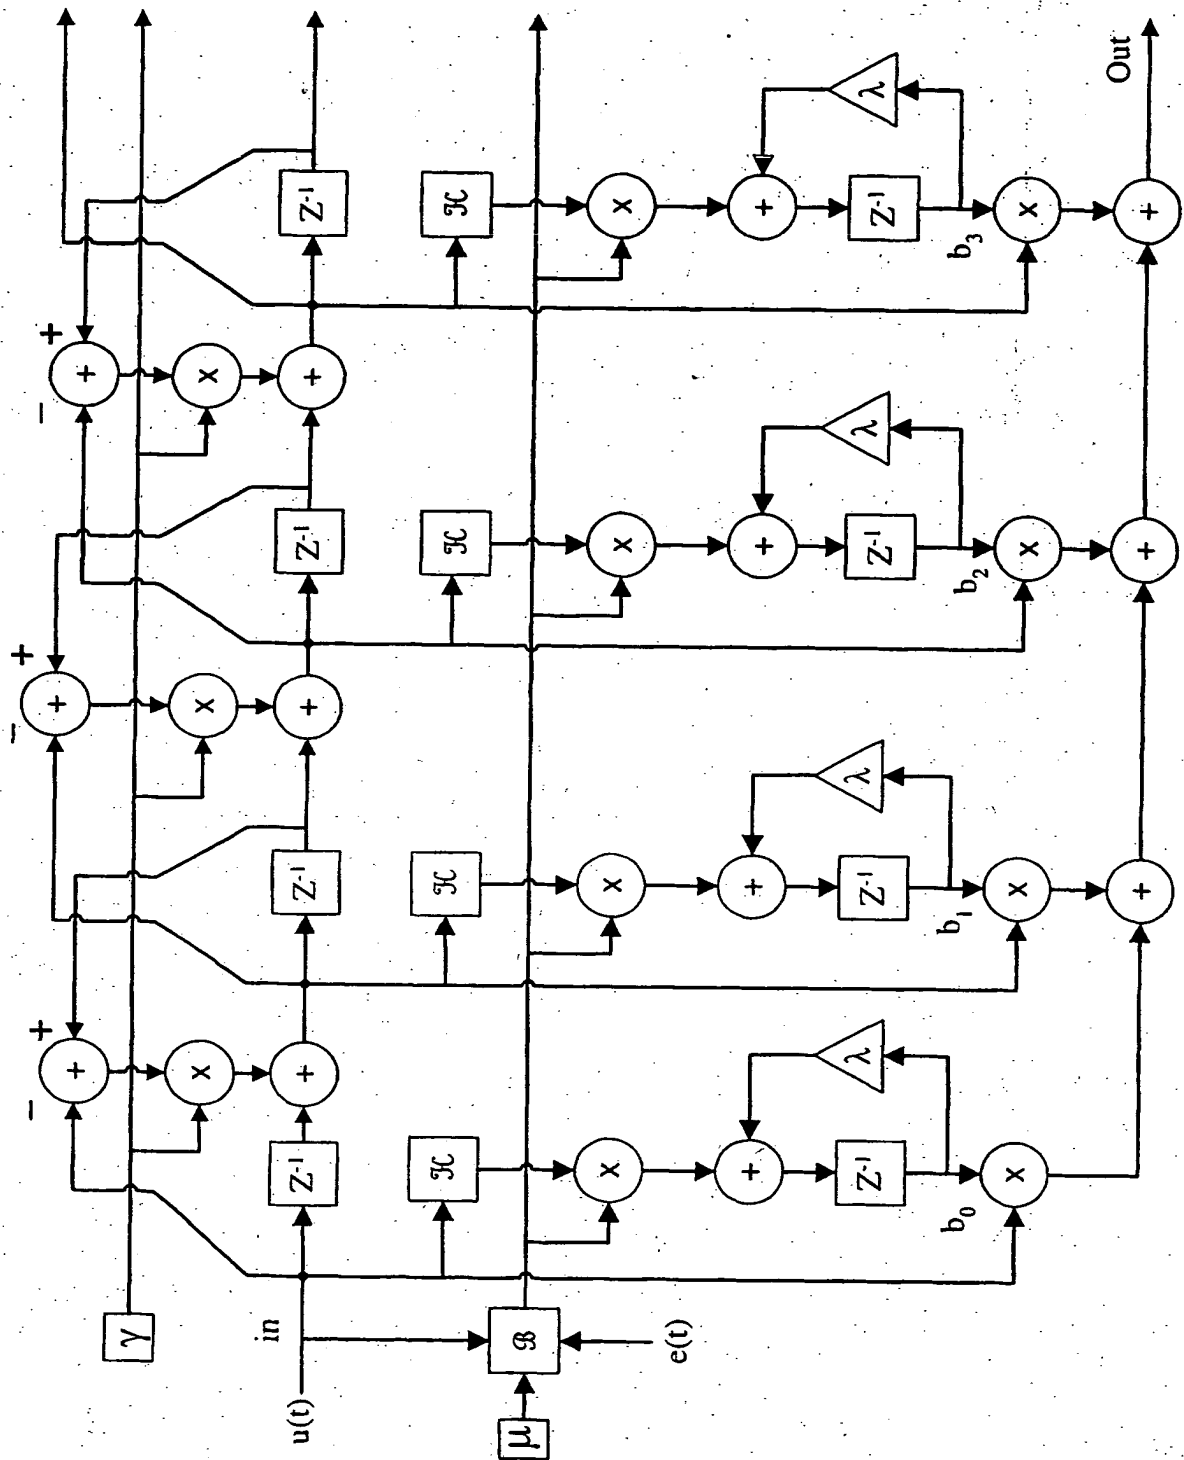 − + − + − +
+ + +
γ
x x x
in
u(t) Z⁻¹ + Z⁻¹ + Z⁻¹ + Z⁻¹
ℋ ℋ ℋ ℋ
μ ℬ
x x x x
e(t)
+ + + +
λ λ λ λ
Z⁻¹ Z⁻¹ Z⁻¹ Z⁻¹
b₀ b₁ b₂ b₃
x x x x
Out
+ + +